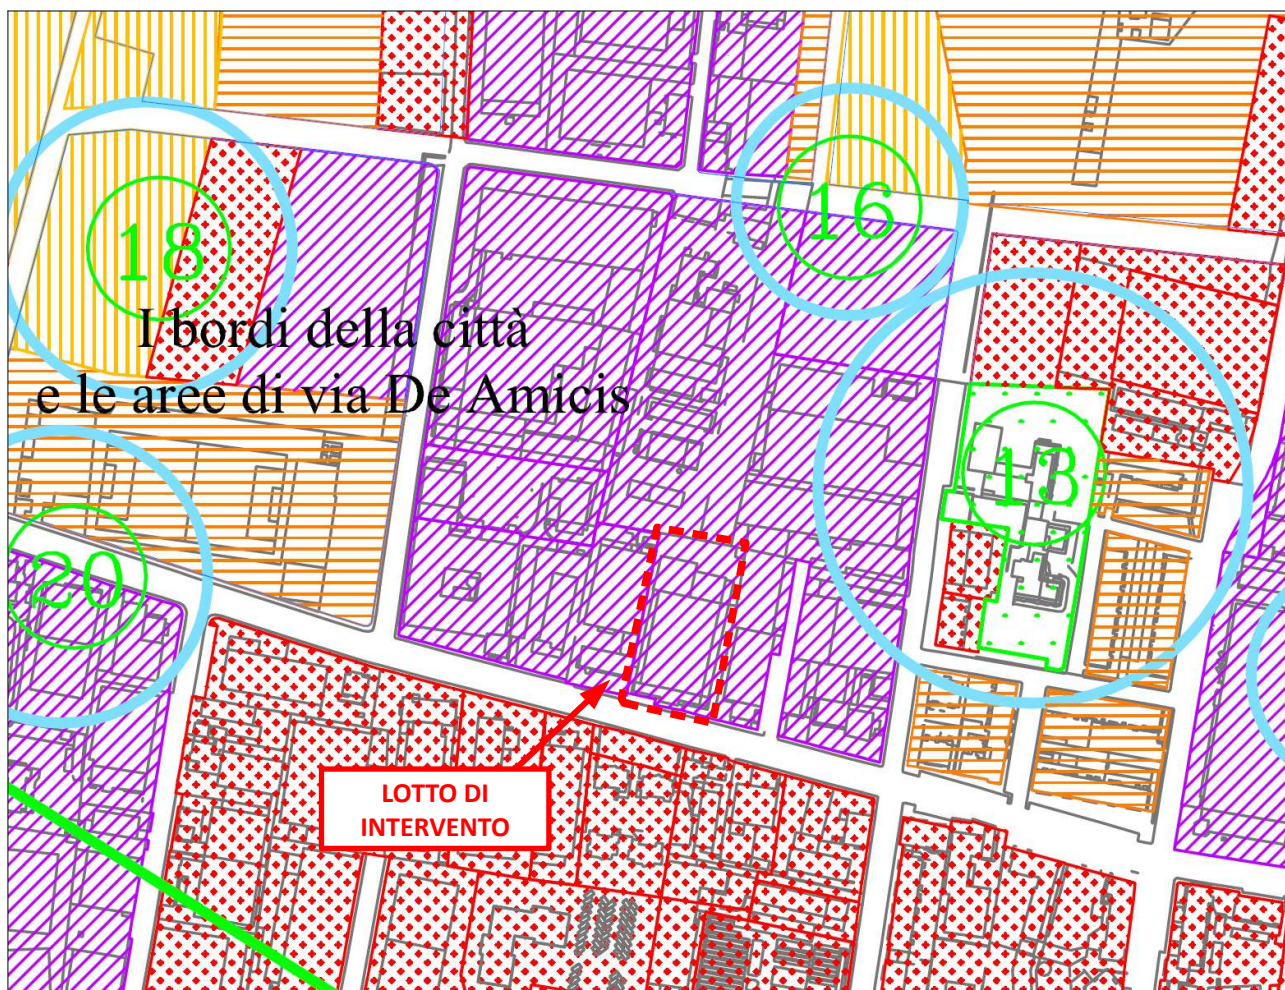 16
18
I bordi della città
e le aree di via De Amicis
13
20
LOTTO DI
INTERVENTO